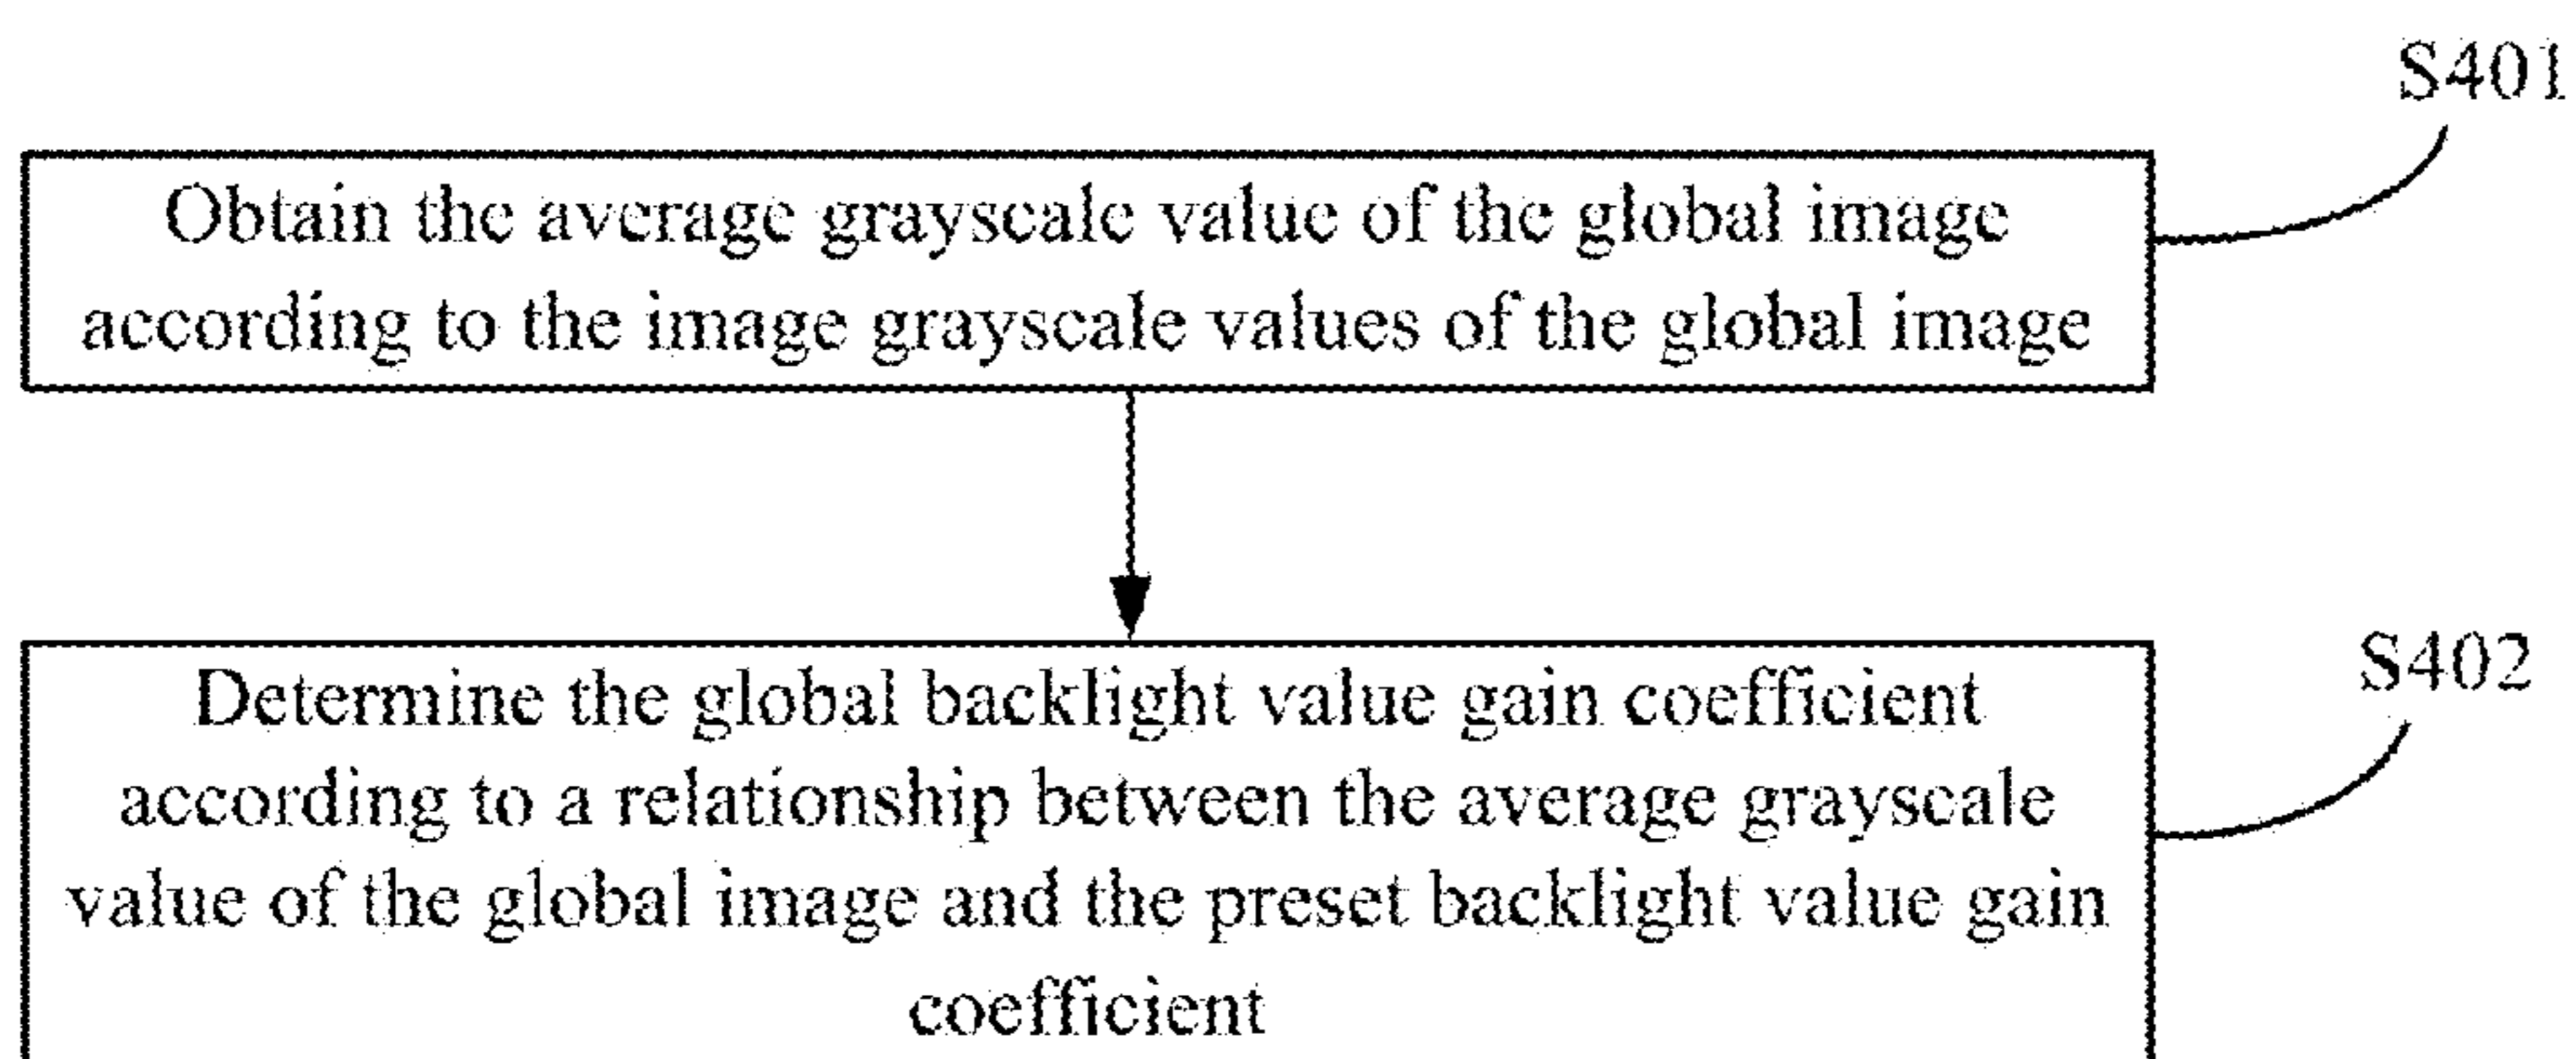 S401
Obtain the average grayscale value of the global image
according to the image grayscale values of the global image
S402
Determine the global backlight value gain coefficient
according to a relationship between the average grayscale
value of the global image and the preset backlight value gain
coefficient